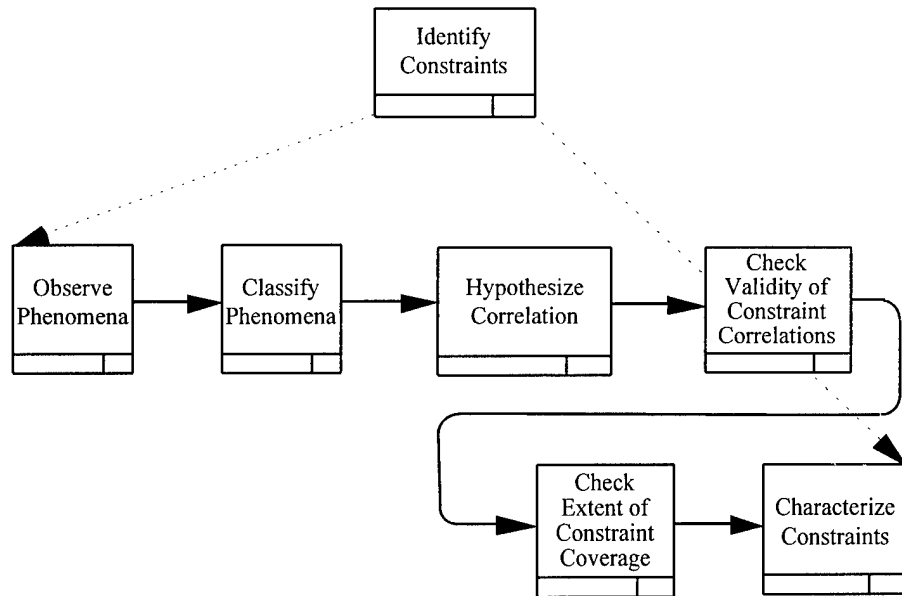 Identify
Constraints
Observe
Phenomena
Classify
Phenomena
Hypothesize
Correlation
Check
Validity of
Constraint
Correlations
Check
Extent of
Constraint
Coverage
Characterize
Constraints